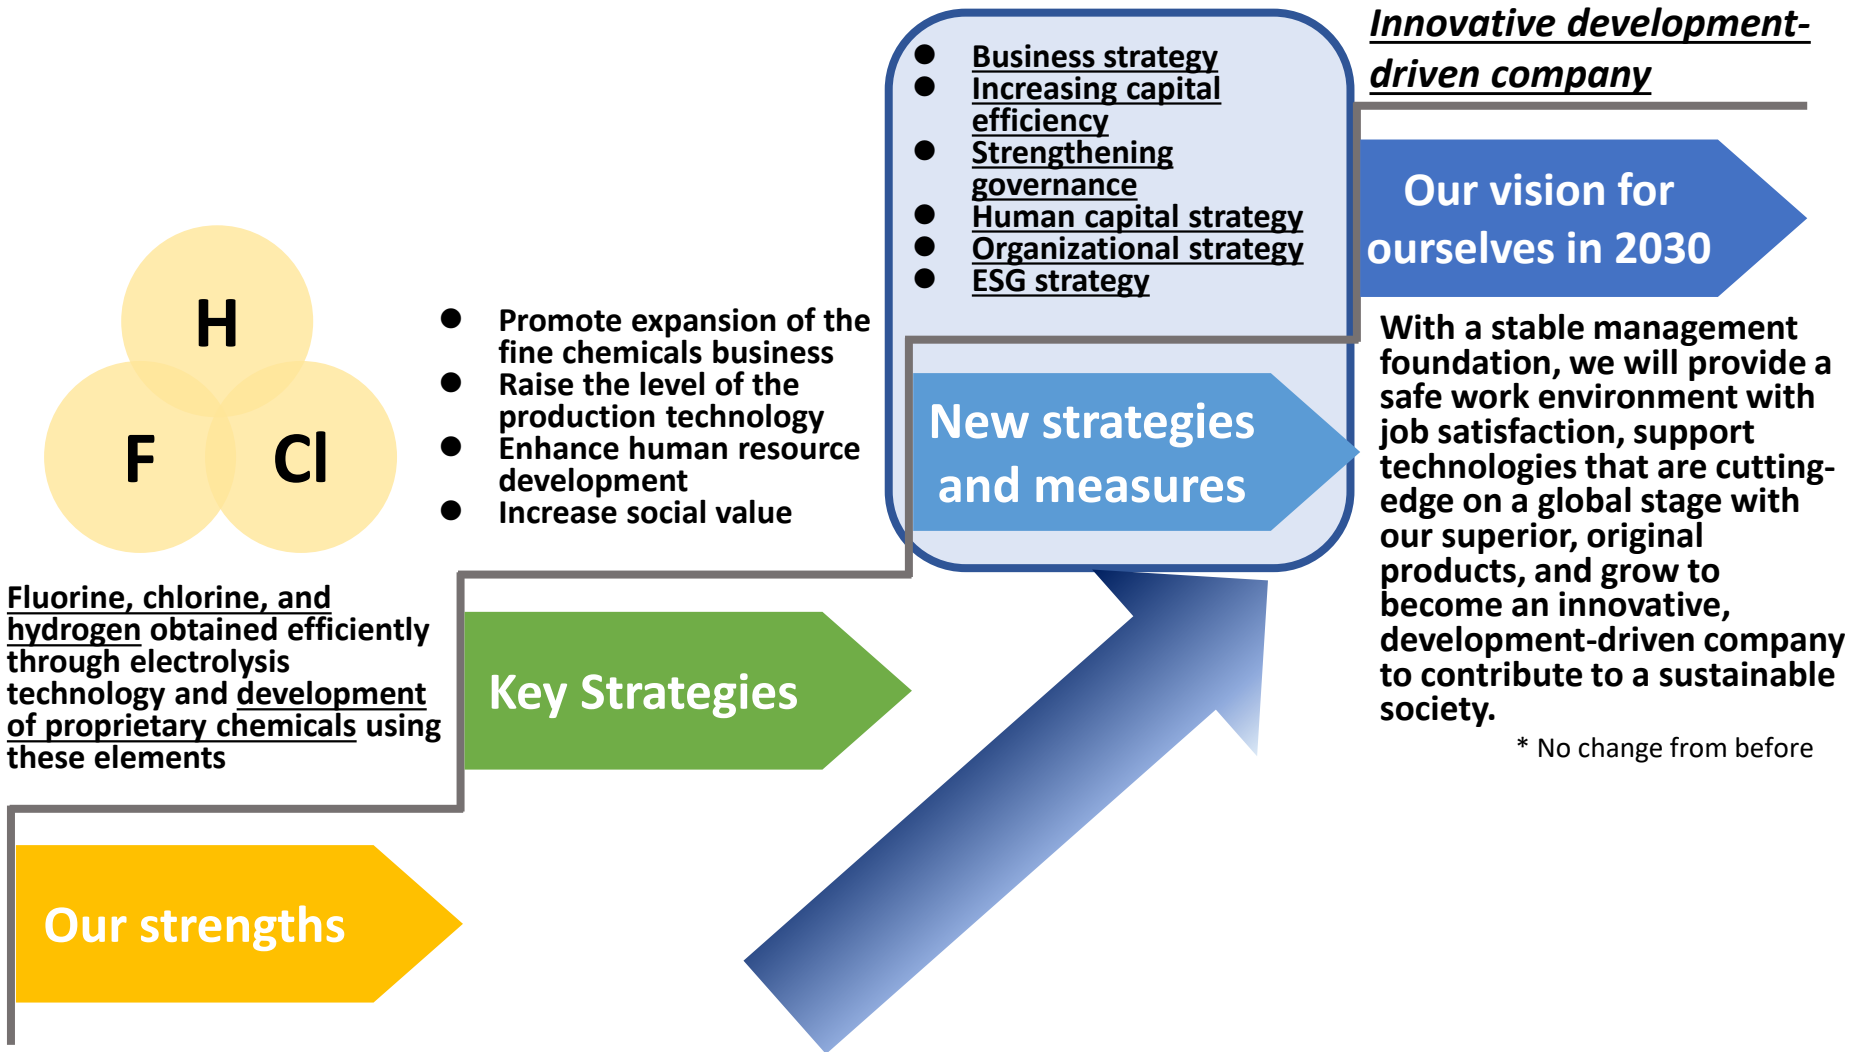 H
F
Cl
Fluorine, chlorine, and
hydrogen obtained efficiently
through electrolysis
technology and development
of proprietary chemicals using
these elements
Our strengths
● Promote expansion of the
fine chemicals business
● Raise the level of the
production technology
● Enhance human resource
development
● Increase social value
Key Strategies
● Business strategy
● Increasing capital
efficiency
● Strengthening
governance
● Human capital strategy
● Organizational strategy
● ESG strategy
New strategies
and measures
Innovative development-
driven company
Our vision for
ourselves in 2030
With a stable management
foundation, we will provide a
safe work environment with
job satisfaction, support
technologies that are cutting-
edge on a global stage with
our superior, original
products, and grow to
become an innovative,
development-driven company
to contribute to a sustainable
society.
* No change from before